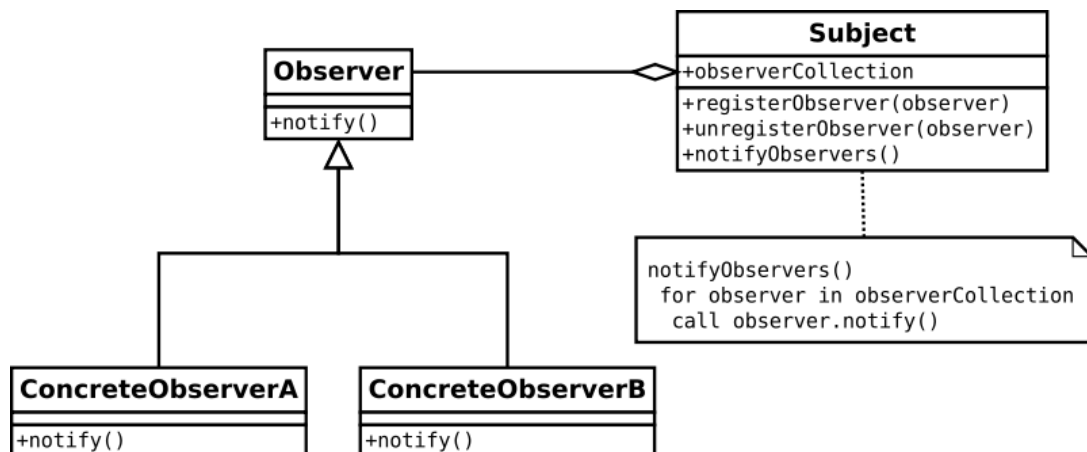 Observer
+notify()
Subject
+observerCollection
+registerObserver(observer)
+unregisterObserver(observer)
+notifyObservers()
notifyObservers()
for observer in observerCollection
call observer.notify()
ConcreteObserverA
+notify()
ConcreteObserverB
+notify()